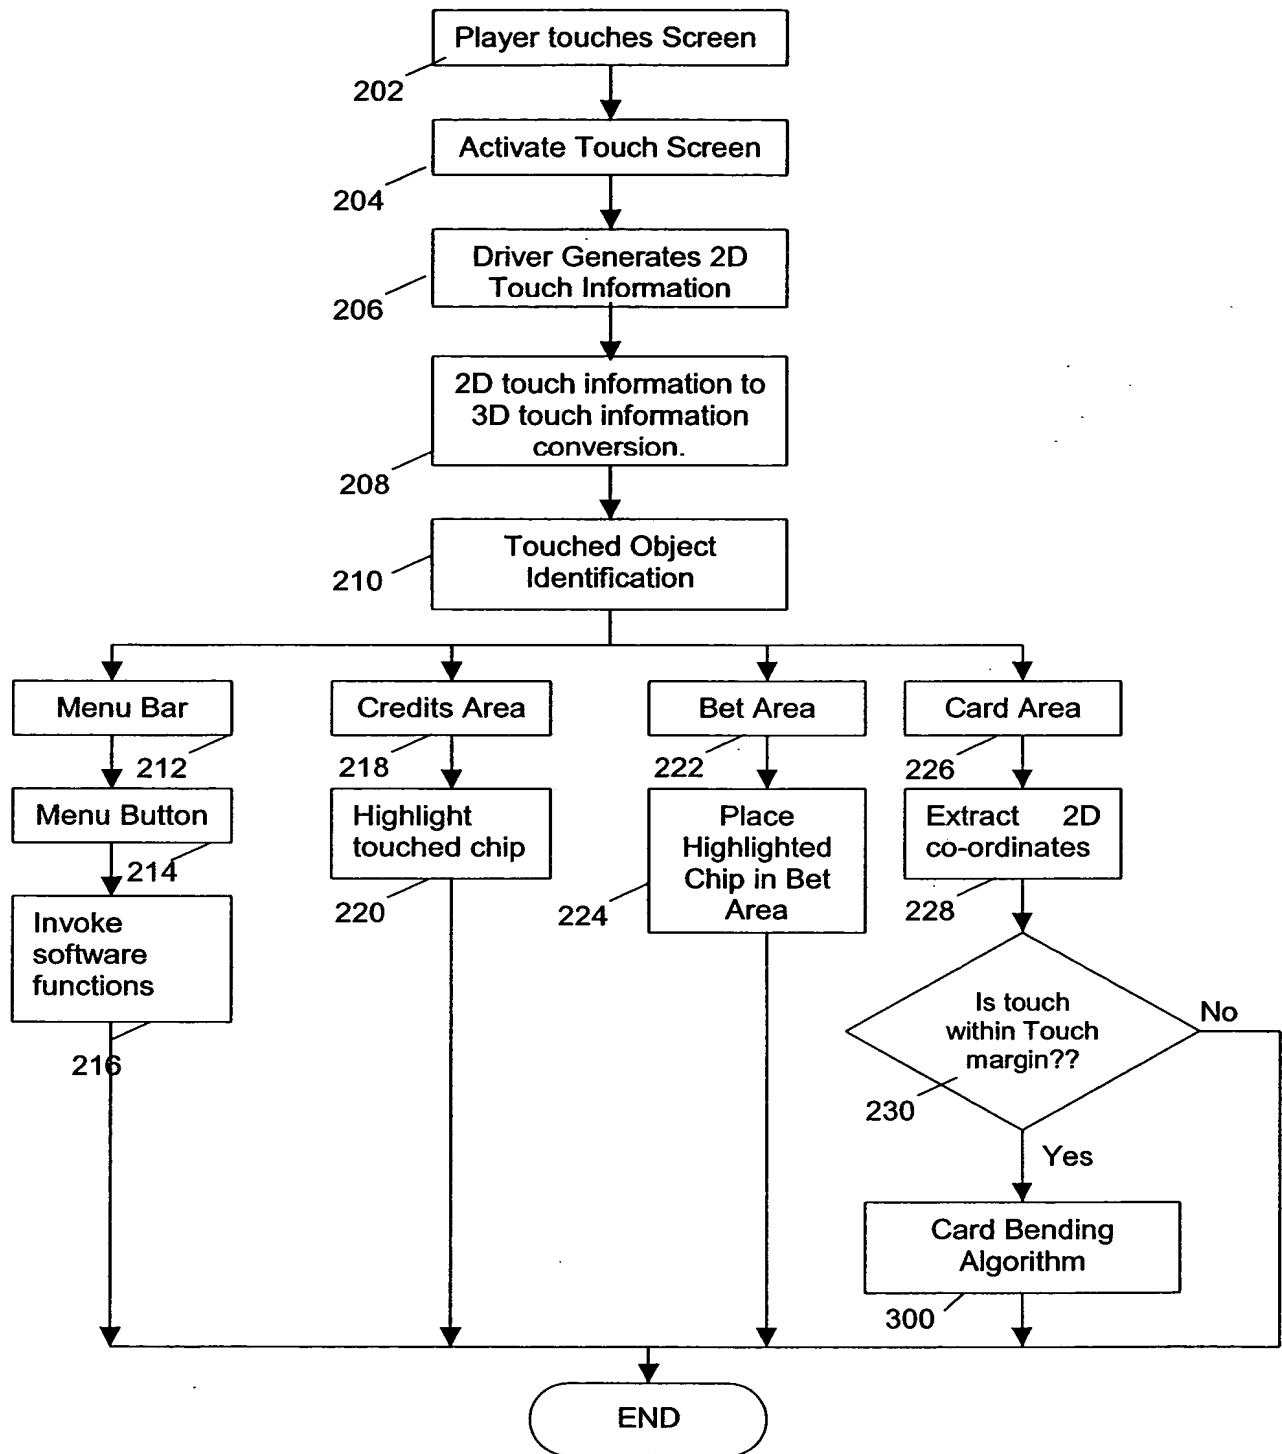 Player touches Screen
202
Activate Touch Screen
204
Driver Generates 2D
Touch Information
206
2D touch information to
3D touch information
conversion.
208
Touched Object
Identification
210
Menu Bar
212
Menu Button
214
Invoke
software
functions
216
Credits Area
218
Highlight
touched chip
220
Bet Area
222
Place
Highlighted
Chip in Bet
Area
224
Card Area
226
Extract 2D
co-ordinates
228
Is touch
within Touch
margin??
230
No
Yes
Card Bending
Algorithm
300
END